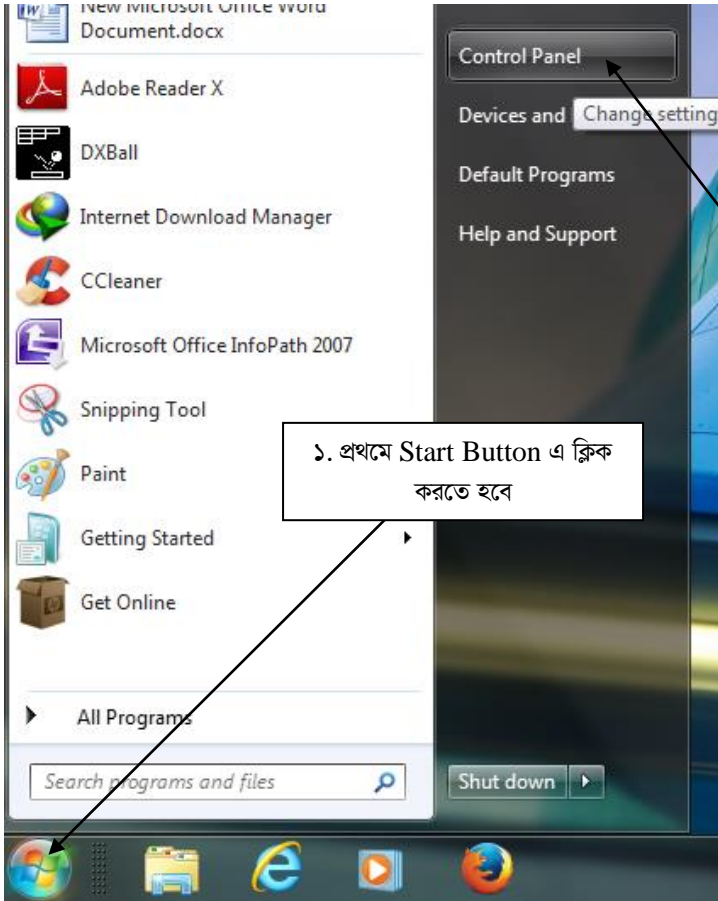 New Microsoft Office Word
Document.docx
Adobe Reader X
DXBall
Internet Download Manager
CCleaner
Microsoft Office InfoPath 2007
Snipping Tool
Paint
Getting Started
Get Online
All Programs
Search programs and files
Control Panel
Devices and
Change setting
Default Programs
Help and Support
১. প্রথমে Start Button এ ক্লিক
করতে হবে
Shut down